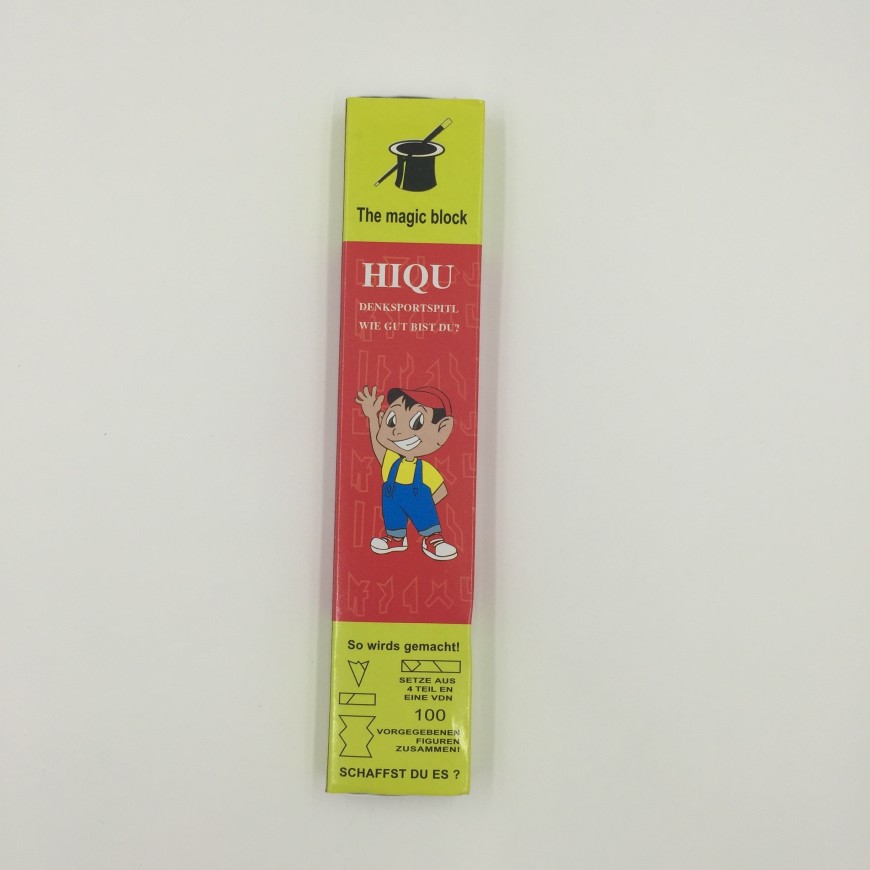 The magic block
HIQU
DENKSPORTSPITL
WIE GUT BIST DU?
So wirds gemacht!
SETZE AUS
4 TEIL EN
EINE VDN
100
VORGEGEBENEN
FIGUREN
ZUSAMMEN!
SCHAFFST DU ES ?